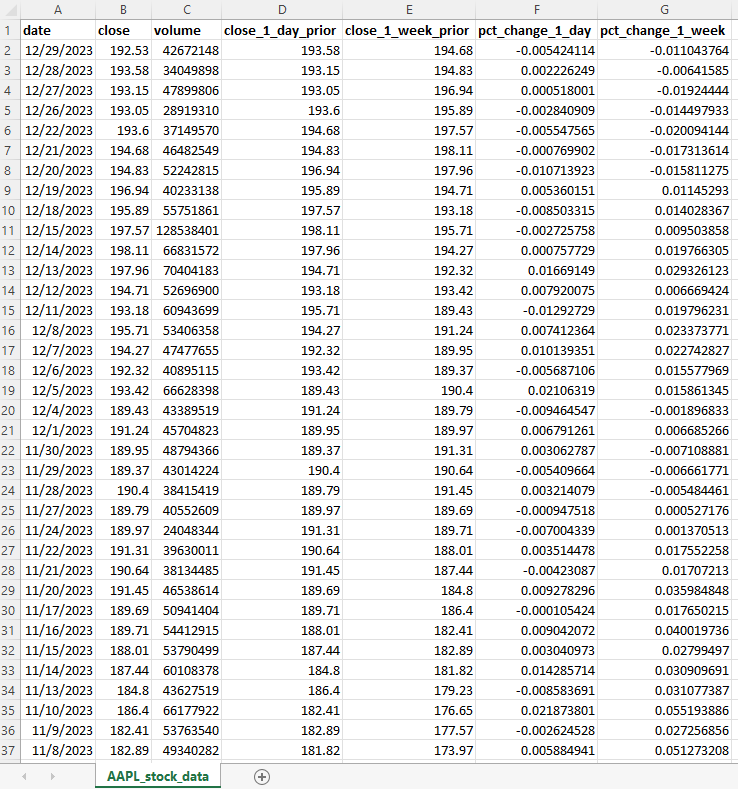 A B C D E F G
1 date close volume close_1_day_prior close_1_week_prior pct_change_1_day pct_change_1_week
2 12/29/2023 192.53 42672148 193.58 194.68 -0.005424114 -0.011043764
3 12/28/2023 193.58 34049898 193.15 194.83 0.002226249 -0.00641585
4 12/27/2023 193.15 47899806 193.05 196.94 0.000518001 -0.01924444
5 12/26/2023 193.05 28919310 193.6 195.89 -0.002840909 -0.014497933
6 12/22/2023 193.6 37149570 194.68 197.57 -0.005547565 -0.020094144
7 12/21/2023 194.68 46482549 194.83 198.11 -0.000769902 -0.017313614
8 12/20/2023 194.83 52242815 196.94 197.96 -0.010713923 -0.015811275
9 12/19/2023 196.94 40233138 195.89 194.71 0.005360151 0.01145293
10 12/18/2023 195.89 55751861 197.57 193.18 -0.008503315 0.014028367
11 12/15/2023 197.57 128538401 198.11 195.71 -0.002725758 0.009503858
12 12/14/2023 198.11 66831572 197.96 194.27 0.000757729 0.019766305
13 12/13/2023 197.96 70404183 194.71 192.32 0.01669149 0.029326123
14 12/12/2023 194.71 52696900 193.18 193.42 0.007920075 0.006669424
15 12/11/2023 193.18 60943699 195.71 189.43 -0.01292729 0.019796231
16 12/8/2023 195.71 53406358 194.27 191.24 0.007412364 0.023373771
17 12/7/2023 194.27 47477655 192.32 189.95 0.010139351 0.022742827
18 12/6/2023 192.32 40895115 193.42 189.37 -0.005687106 0.015577969
19 12/5/2023 193.42 66628398 189.43 190.4 0.02106319 0.015861345
20 12/4/2023 189.43 43389519 191.24 189.79 -0.009464547 -0.001896833
21 12/1/2023 191.24 45704823 189.95 189.97 0.006791261 0.006685266
22 11/30/2023 189.95 48794366 189.37 191.31 0.003062787 -0.007108881
23 11/29/2023 189.37 43014224 190.4 190.64 -0.005409664 -0.006661771
24 11/28/2023 190.4 38415419 189.79 191.45 0.003214079 -0.005484461
25 11/27/2023 189.79 40552609 189.97 189.69 -0.000947518 0.000527176
26 11/24/2023 189.97 24048344 191.31 189.71 -0.007004339 0.001370513
27 11/22/2023 191.31 39630011 190.64 188.01 0.003514478 0.017552258
28 11/21/2023 190.64 38134485 191.45 187.44 -0.00423087 0.01707213
29 11/20/2023 191.45 46538614 189.69 184.8 0.009278296 0.035984848
30 11/17/2023 189.69 50941404 189.71 186.4 -0.000105424 0.017650215
31 11/16/2023 189.71 54412915 188.01 182.41 0.009042072 0.040019736
32 11/15/2023 188.01 53790499 187.44 182.89 0.003040973 0.02799497
33 11/14/2023 187.44 60108378 184.8 181.82 0.014285714 0.030909691
34 11/13/2023 184.8 43627519 186.4 179.23 -0.008583691 0.031077387
35 11/10/2023 186.4 66177922 182.41 176.65 0.021873801 0.055193886
36 11/9/2023 182.41 53763540 182.89 177.57 -0.002624528 0.027256856
37 11/8/2023 182.89 49340282 181.82 173.97 0.005884941 0.051273208
AAPL_stock_data